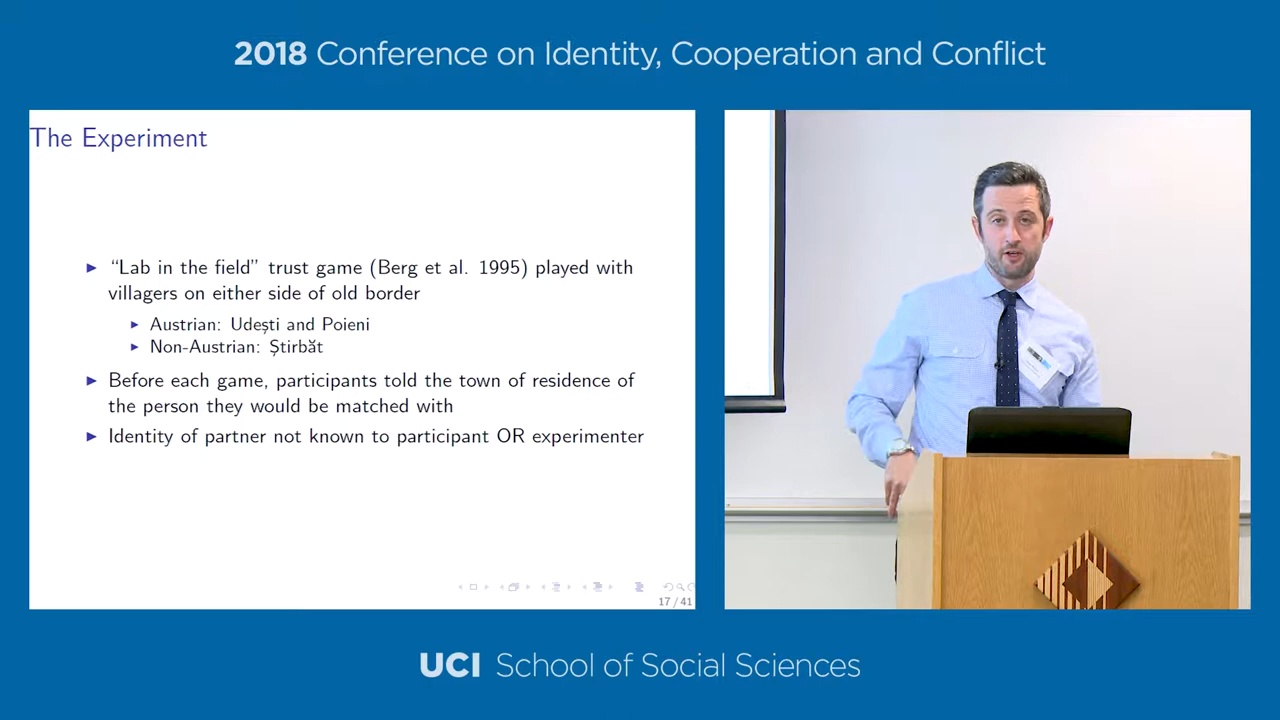 2018 Conference on Identity, Cooperation and Conflict
The Experiment
▶ “Lab in the field” trust game (Berg et al. 1995) played with
villagers on either side of old border
▶ Austrian: Udești and Poieni
▶ Non-Austrian: Știrbăt
▶ Before each game, participants told the town of residence of
the person they would be matched with
▶ Identity of partner not known to participant OR experimenter
17 / 41
UCI School of Social Sciences